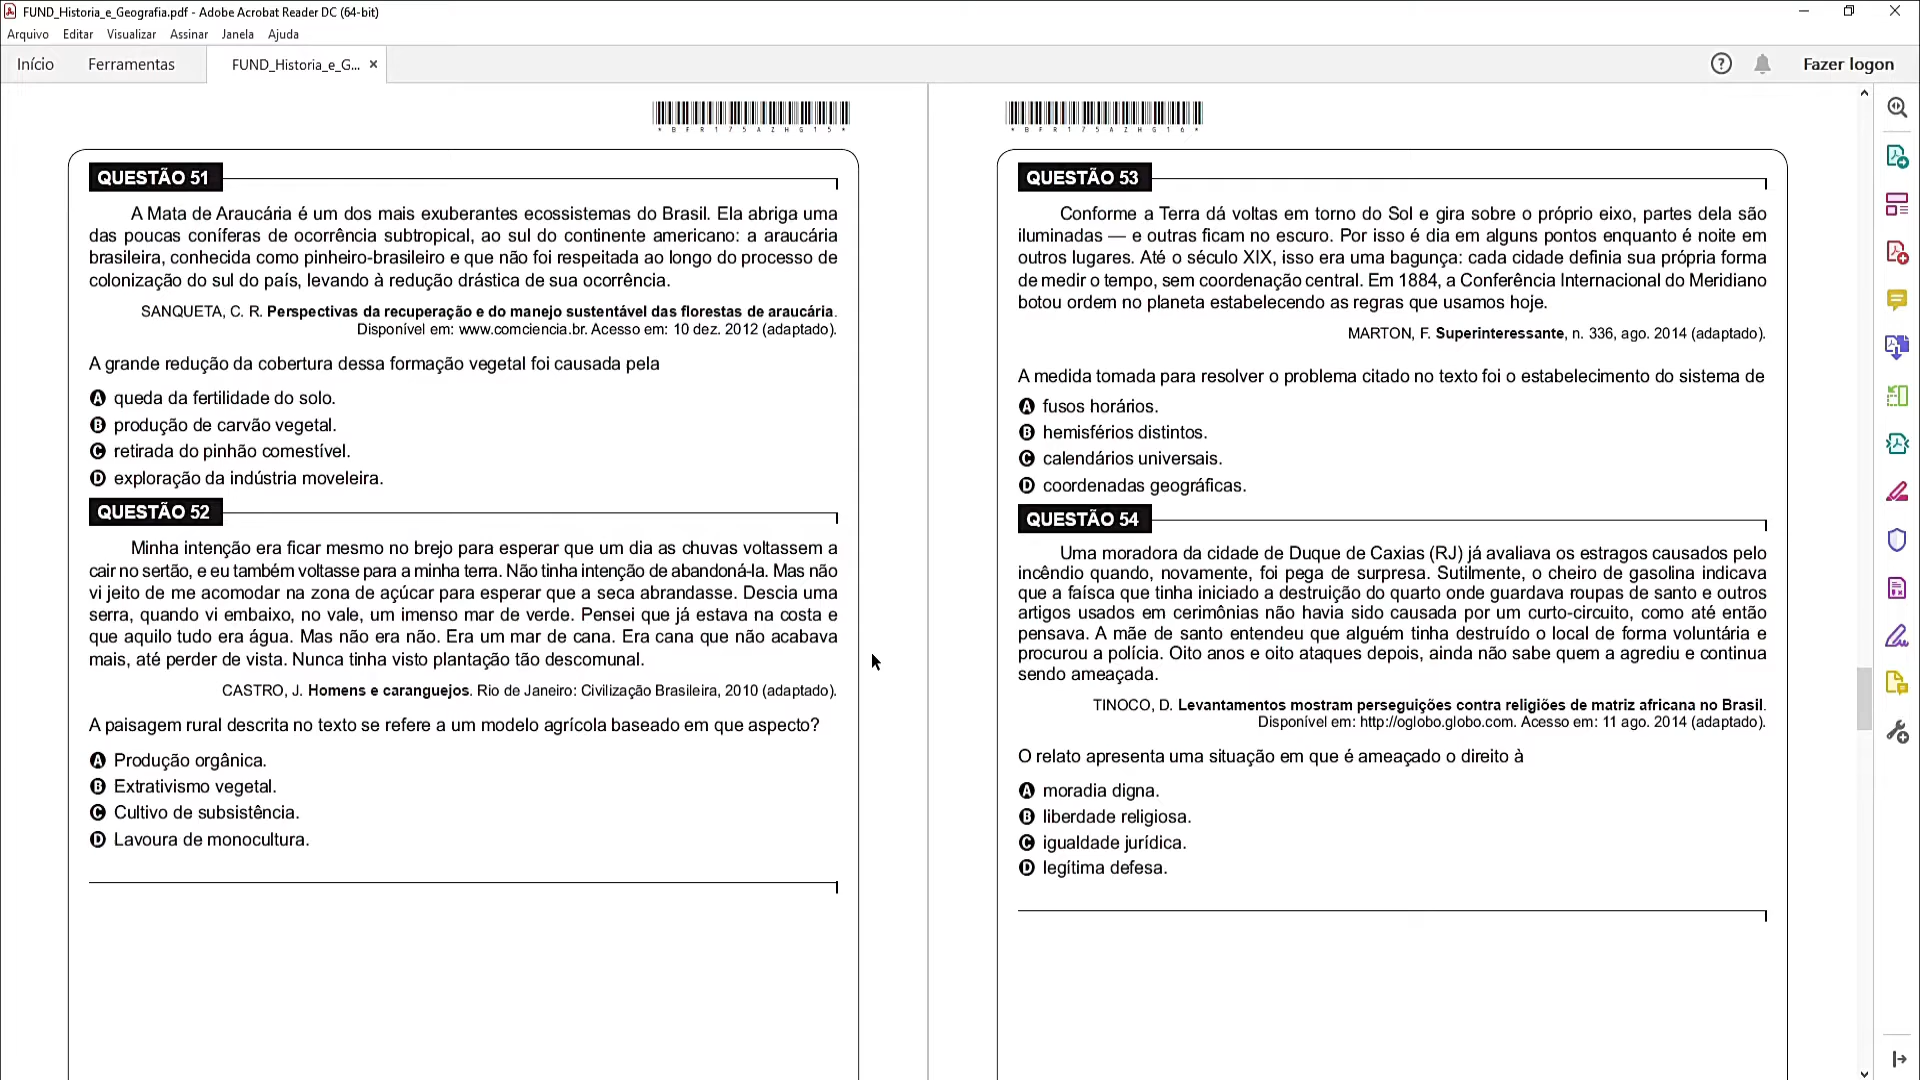 FUND_Historia_e_Geografia.pdf - Adobe Acrobat Reader DC (64-bit)
Arquivo Editar Visualizar Assinar Janela Ajuda
Início Ferramentas FUND_Historia_e_G... × Fazer logon
*BFR175AZHG15*
QUESTÃO 51
A Mata de Araucária é um dos mais exuberantes ecossistemas do Brasil. Ela abriga uma
das poucas coníferas de ocorrência subtropical, ao sul do continente americano: a araucária
brasileira, conhecida como pinheiro-brasileiro e que não foi respeitada ao longo do processo de
colonização do sul do país, levando à redução drástica de sua ocorrência.
SANQUETA, C. R. Perspectivas da recuperação e do manejo sustentável das florestas de araucária.
Disponível em: www.comciencia.br. Acesso em: 10 dez. 2012 (adaptado).
A grande redução da cobertura dessa formação vegetal foi causada pela
A queda da fertilidade do solo.
B produção de carvão vegetal.
C retirada do pinhão comestível.
D exploração da indústria moveleira.
QUESTÃO 52
Minha intenção era ficar mesmo no brejo para esperar que um dia as chuvas voltassem a
cair no sertão, e eu também voltasse para a minha terra. Não tinha intenção de abandoná-la. Mas não
vi jeito de me acomodar na zona de açúcar para esperar que a seca abrandasse. Descia uma
serra, quando vi embaixo, no vale, um imenso mar de verde. Pensei que já estava na costa e
que aquilo tudo era água. Mas não era não. Era um mar de cana. Era cana que não acabava
mais, até perder de vista. Nunca tinha visto plantação tão descomunal.
CASTRO, J. Homens e caranguejos. Rio de Janeiro: Civilização Brasileira, 2010 (adaptado).
A paisagem rural descrita no texto se refere a um modelo agrícola baseado em que aspecto?
A Produção orgânica.
B Extrativismo vegetal.
C Cultivo de subsistência.
D Lavoura de monocultura.
*BFR175AZHG16*
QUESTÃO 53
Conforme a Terra dá voltas em torno do Sol e gira sobre o próprio eixo, partes dela são
iluminadas — e outras ficam no escuro. Por isso é dia em alguns pontos enquanto é noite em
outros lugares. Até o século XIX, isso era uma bagunça: cada cidade definia sua própria forma
de medir o tempo, sem coordenação central. Em 1884, a Conferência Internacional do Meridiano
botou ordem no planeta estabelecendo as regras que usamos hoje.
MARTON, F. Superinteressante, n. 336, ago. 2014 (adaptado).
A medida tomada para resolver o problema citado no texto foi o estabelecimento do sistema de
A fusos horários.
B hemisférios distintos.
C calendários universais.
D coordenadas geográficas.
QUESTÃO 54
Uma moradora da cidade de Duque de Caxias (RJ) já avaliava os estragos causados pelo
incêndio quando, novamente, foi pega de surpresa. Sutilmente, o cheiro de gasolina indicava
que a faísca que tinha iniciado a destruição do quarto onde guardava roupas de santo e outros
artigos usados em cerimônias não havia sido causada por um curto-circuito, como até então
pensava. A mãe de santo entendeu que alguém tinha destruído o local de forma voluntária e
procurou a polícia. Oito anos e oito ataques depois, ainda não sabe quem a agrediu e continua
sendo ameaçada.
TINOCO, D. Levantamentos mostram perseguições contra religiões de matriz africana no Brasil.
Disponível em: http://oglobo.globo.com. Acesso em: 11 ago. 2014 (adaptado).
O relato apresenta uma situação em que é ameaçado o direito à
A moradia digna.
B liberdade religiosa.
C igualdade jurídica.
D legítima defesa.